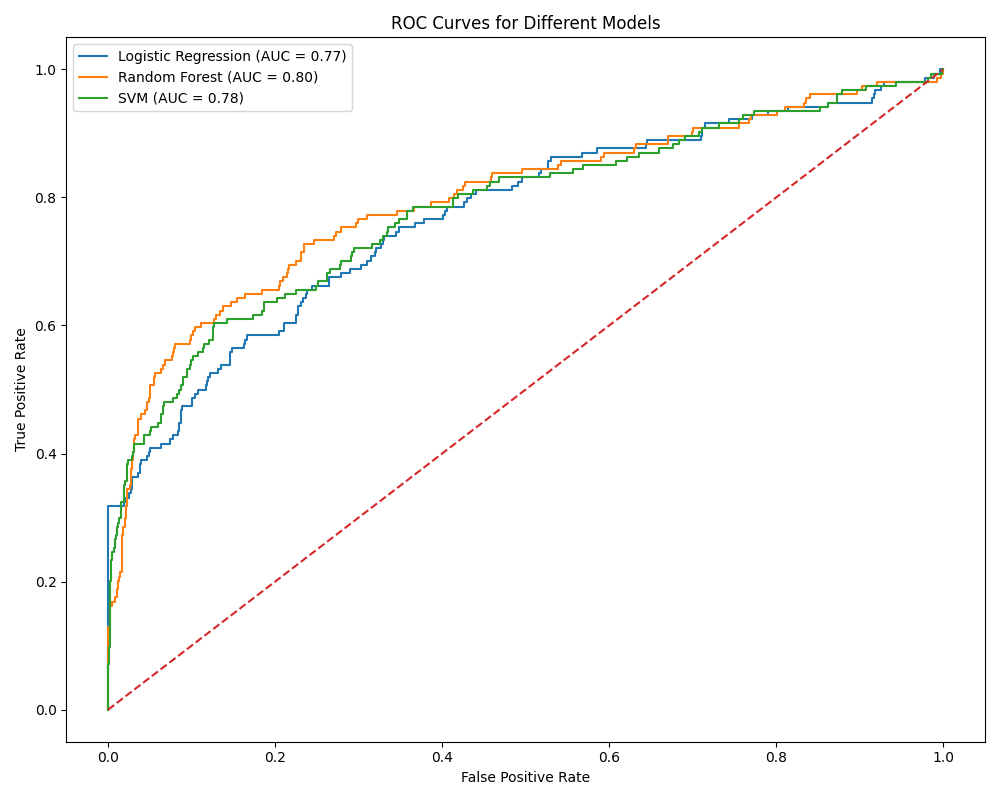 ROC Curves for Different Models
Logistic Regression (AUC = 0.77)
Random Forest (AUC = 0.80)
SVM (AUC = 0.78)
True Positive Rate
1.0
0.8
0.6
0.4
0.2
0.0
0.0 0.2 0.4 0.6 0.8 1.0
False Positive Rate